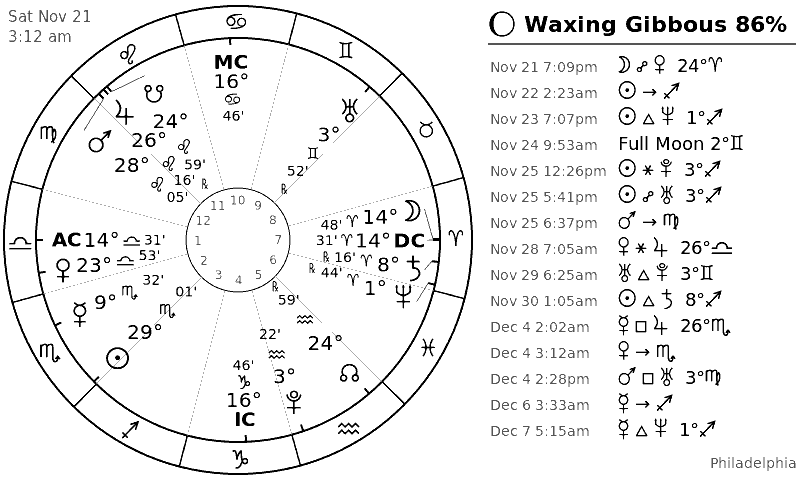 Sat Nov 21
3:12 am
MC
16°
♋
46'
☋
24°
♌
59'
♃
26°
♌
16' ℞
♂
28°
♌
05'
♅
3°
♊
52'
℞
48' ♈ 14° ☽
31' ♈ 14° DC
℞ 16' ♈ 8° ♄
℞ 44' ♈ 1° ♆
AC 14° ♎ 31'
♀ 23° ♎ 53'
☿ 9° ♏ 32'
☉ 29° ♏ 01'
46'
♑
16°
IC
22'
♒
3°
♇
℞
59'
♒
24°
☊
1 2 3 4 5 6 7 8 9 10 11 12
♋ ♊ ♉ ♈ ♓ ♒ ♑ ♐ ♏ ♎ ♍ ♌
Waxing Gibbous 86%
Nov 21 7:09pm ☽ ☍ ♀ 24°♈
Nov 22 2:23am ☉ → ♐
Nov 23 7:07pm ☉ △ ♆ 1°♐
Nov 24 9:53am Full Moon 2°♊
Nov 25 12:26pm ☉ ⚹ ♇ 3°♐
Nov 25 5:41pm ☉ ☍ ♅ 3°♐
Nov 25 6:37pm ♂ → ♍
Nov 28 7:05am ♀ ⚹ ♃ 26°♎
Nov 29 6:25am ♅ △ ♇ 3°♊
Nov 30 1:05am ☉ △ ♄ 8°♐
Dec 4 2:02am ☿ □ ♃ 26°♏
Dec 4 3:12am ♀ → ♏
Dec 4 2:28pm ♂ □ ♅ 3°♍
Dec 6 3:33am ☿ → ♐
Dec 7 5:15am ☿ △ ♆ 1°♐
Philadelphia